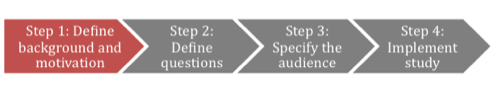 Step 1: Define
background and
motivation
Step 2:
Define
questions
Step 3:
Specify the
audience
Step 4:
Implement
study